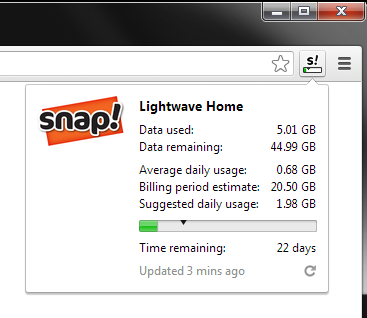 s!
snap!
Lightwave Home
Data used: 5.01 GB
Data remaining: 44.99 GB
Average daily usage: 0.68 GB
Billing period estimate: 20.50 GB
Suggested daily usage: 1.98 GB
Time remaining: 22 days
Updated 3 mins ago